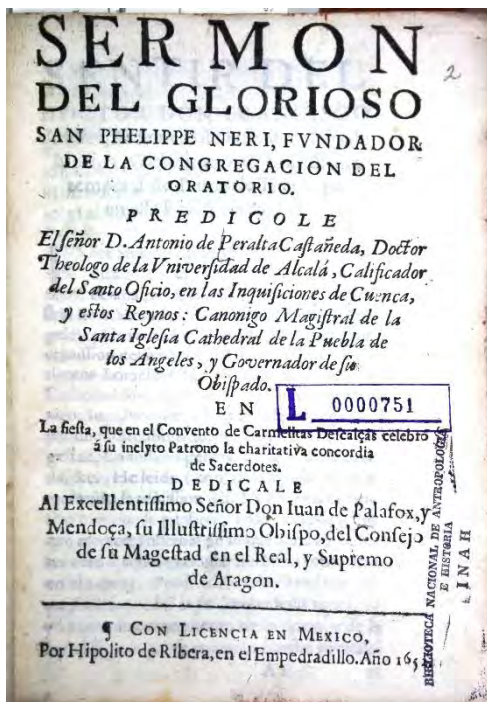 SERMON
2
DEL GLORIOSO
SAN PHELIPPE NERI, FVNDADOR
DE LA CONGREGACION DEL
ORATORIO.
PREDICOLE
El señor D. Antonio de Peralta Castañeda, Doctor
Theologo de la Vniversidad de Alcalá, Calificador
del Santo Oficio, en las Inquisiciones de Cuenca,
y estos Reynos: Canonigo Magistral de la
Santa Iglesia Cathedral de la Puebla de
los Angeles, y Governador de su
Obispado.
EN
L 0000751
La fiesta, que en el Convento de Carmelitas Descalças celebrò
à su inclyto Patrono la charitativa concordia
de Sacerdotes.
DEDICALE
Al Excellentissimo Señor Don Iuan de Palafox, y
Mendoça, su Illustrissimo Obispo, del Consejo
de su Magestad en el Real, y Supremo
de Aragon.
¶ CON LICENCIA EN MEXICO,
Por Hipolito de Ribera, en el Empedradillo. Año
BIBLIOTECA NACIONAL DE ANTROPOLOGÍA
E HISTORIA
INAH